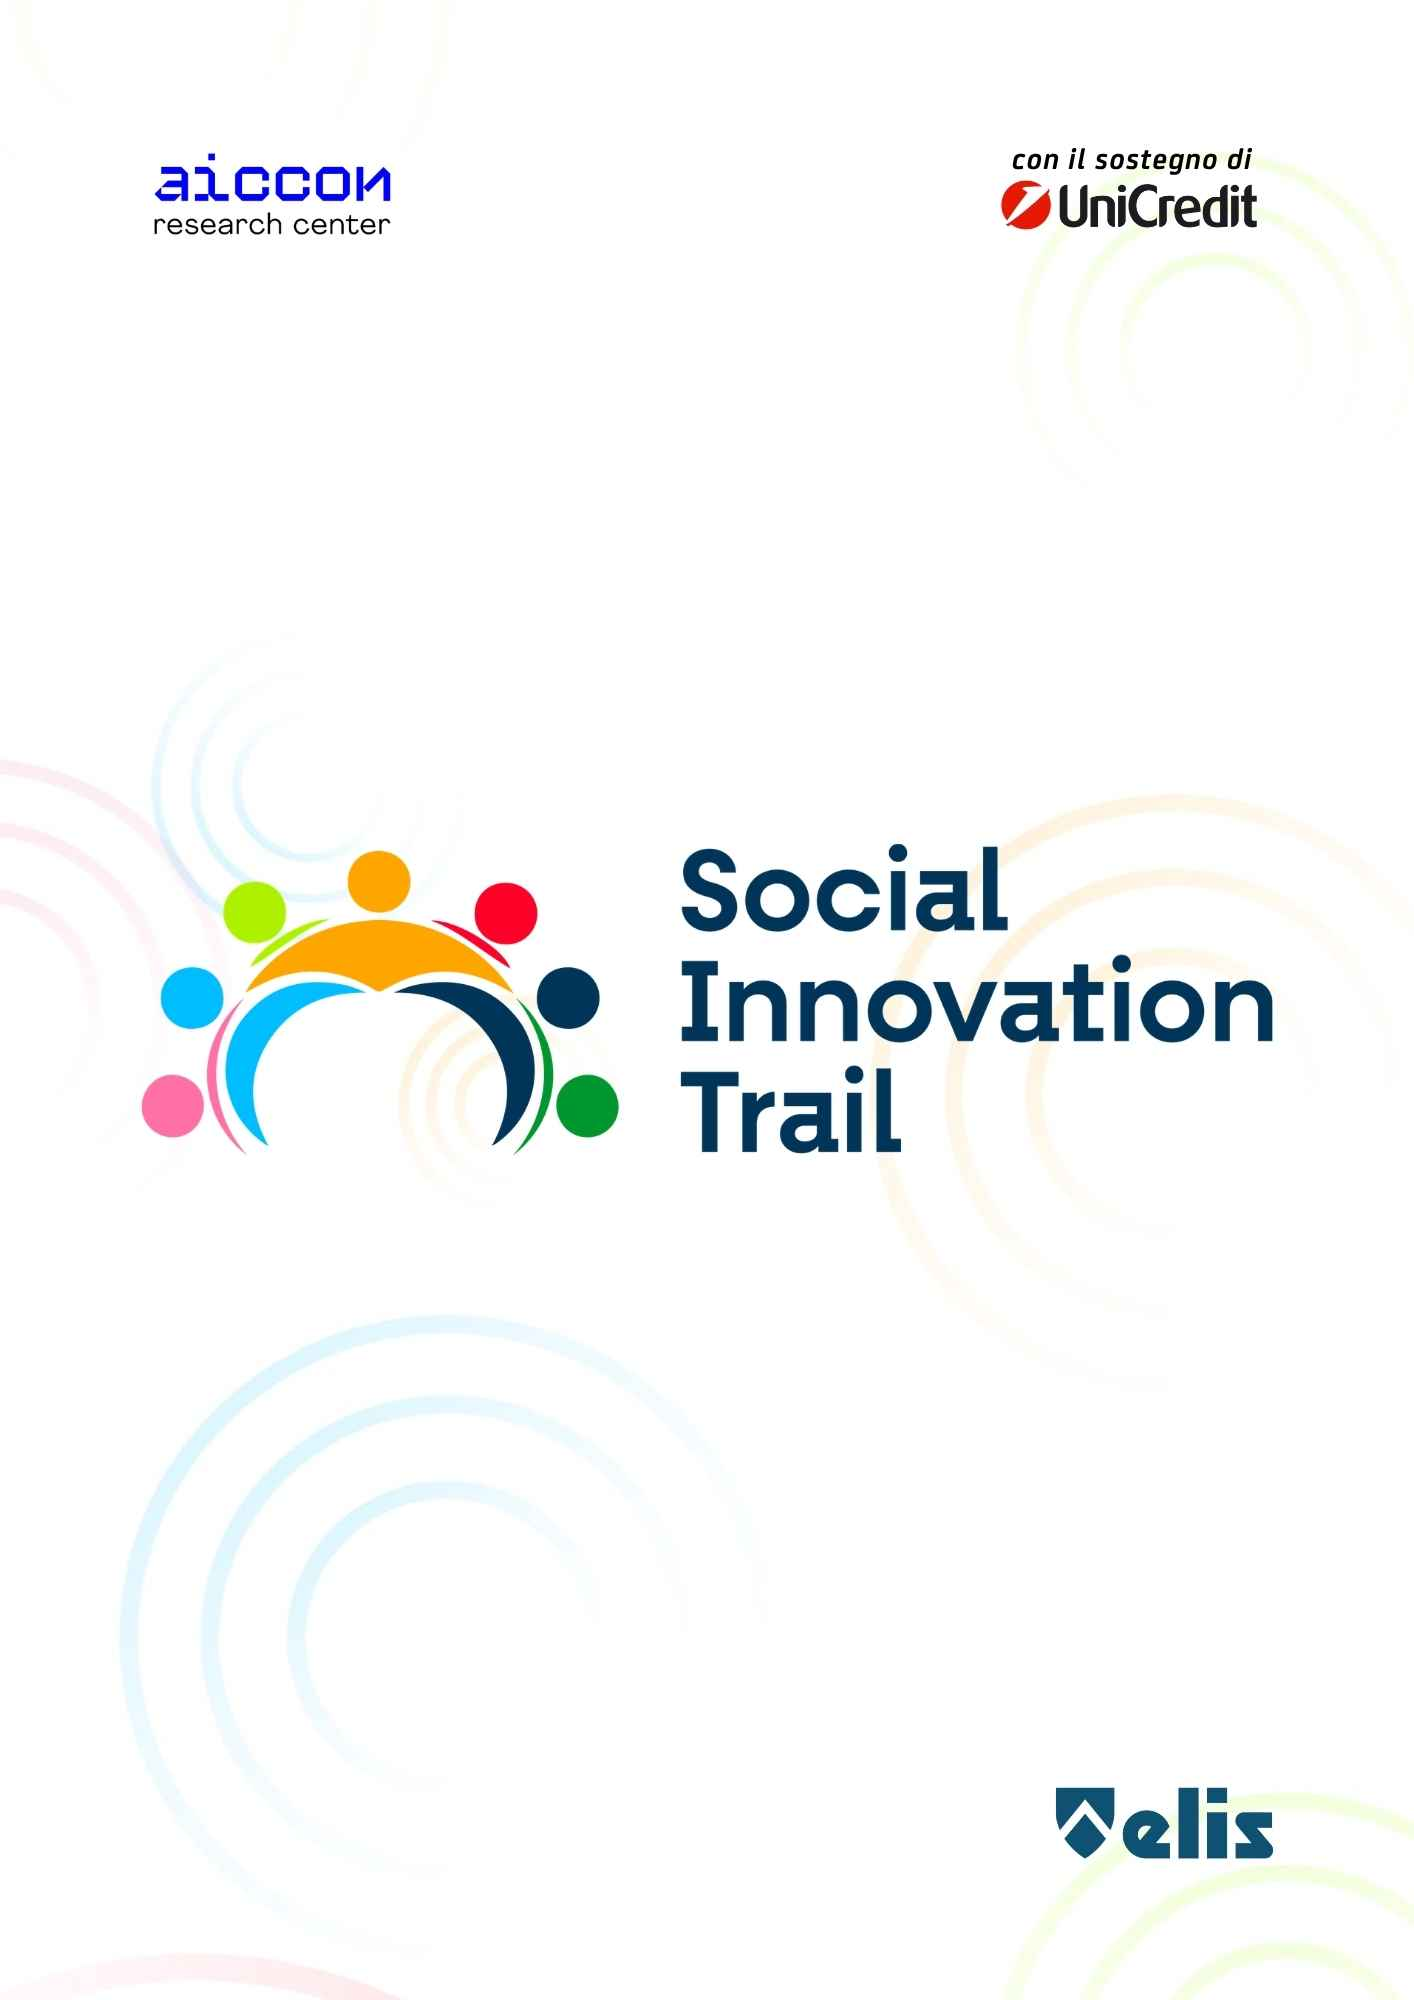 aiccon
research center
con il sostegno di
UniCredit
Social
Innovation
Trail
elis